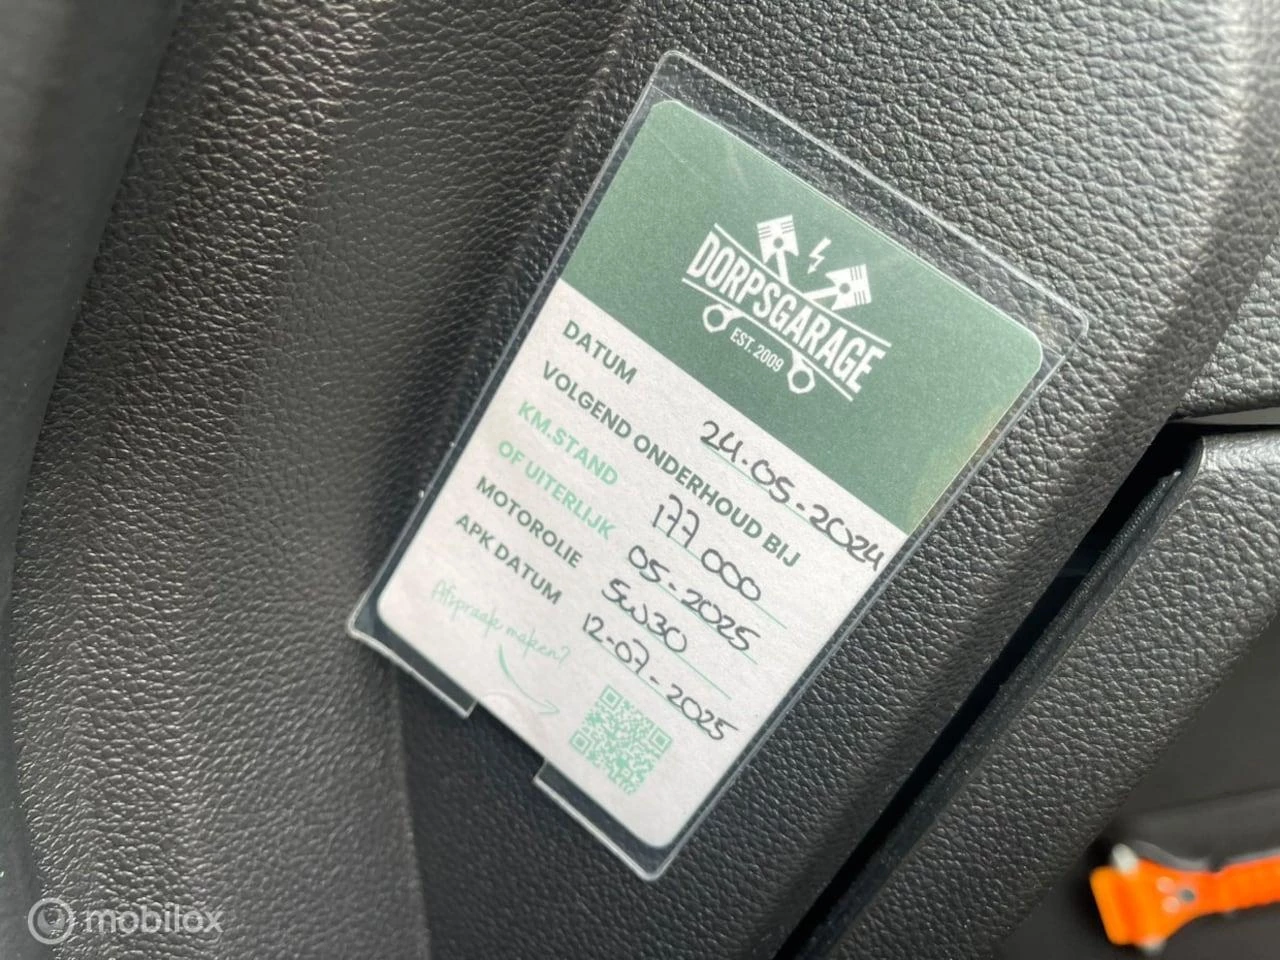 DORPSGARAGE
EST. 2009
DATUM 24-05-2024
VOLGEND ONDERHOUD BIJ
KM.STAND 177.000
OF UITERLIJK 05-2025
MOTOROLIE 5W30
APK DATUM 12-07-2025
Afspraak maken?
mobilox